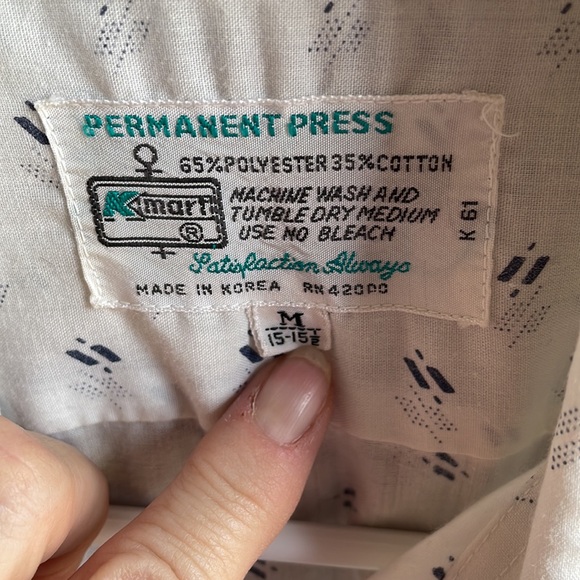 PERMANENT PRESS
65% POLYESTER 35% COTTON
Kmart ®
MACHINE WASH AND
TUMBLE DRY MEDIUM
USE NO BLEACH
K 61
Satisfaction Always
MADE IN KOREA RN42000
M
15-15½